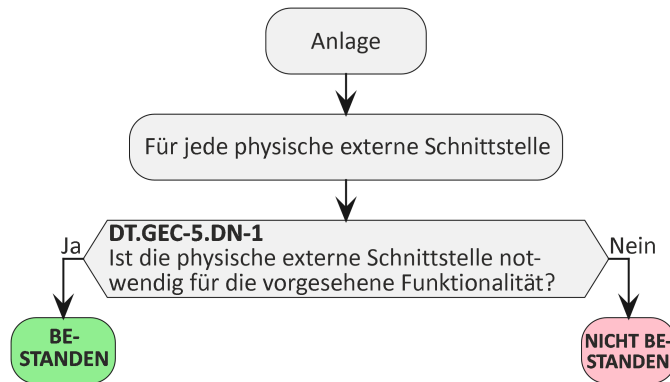 Anlage
Für jede physische externe Schnittstelle
DT.GEC-5.DN-1
Ja
Nein
Ist die physische externe Schnittstelle not-
wendig für die vorgesehene Funktionalität?
BE-
STANDEN
NICHT BE-
STANDEN